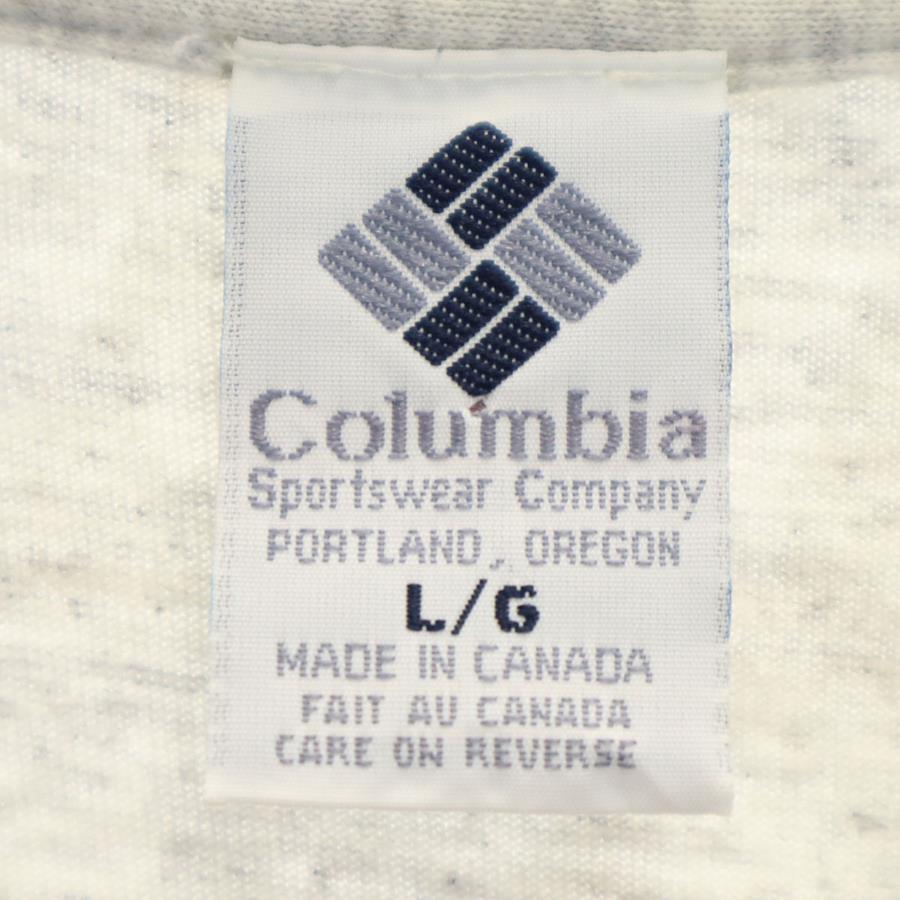 Columbia
Sportswear Company
PORTLAND, OREGON
L/G
MADE IN CANADA
FAIT AU CANADA
CARE ON REVERSE